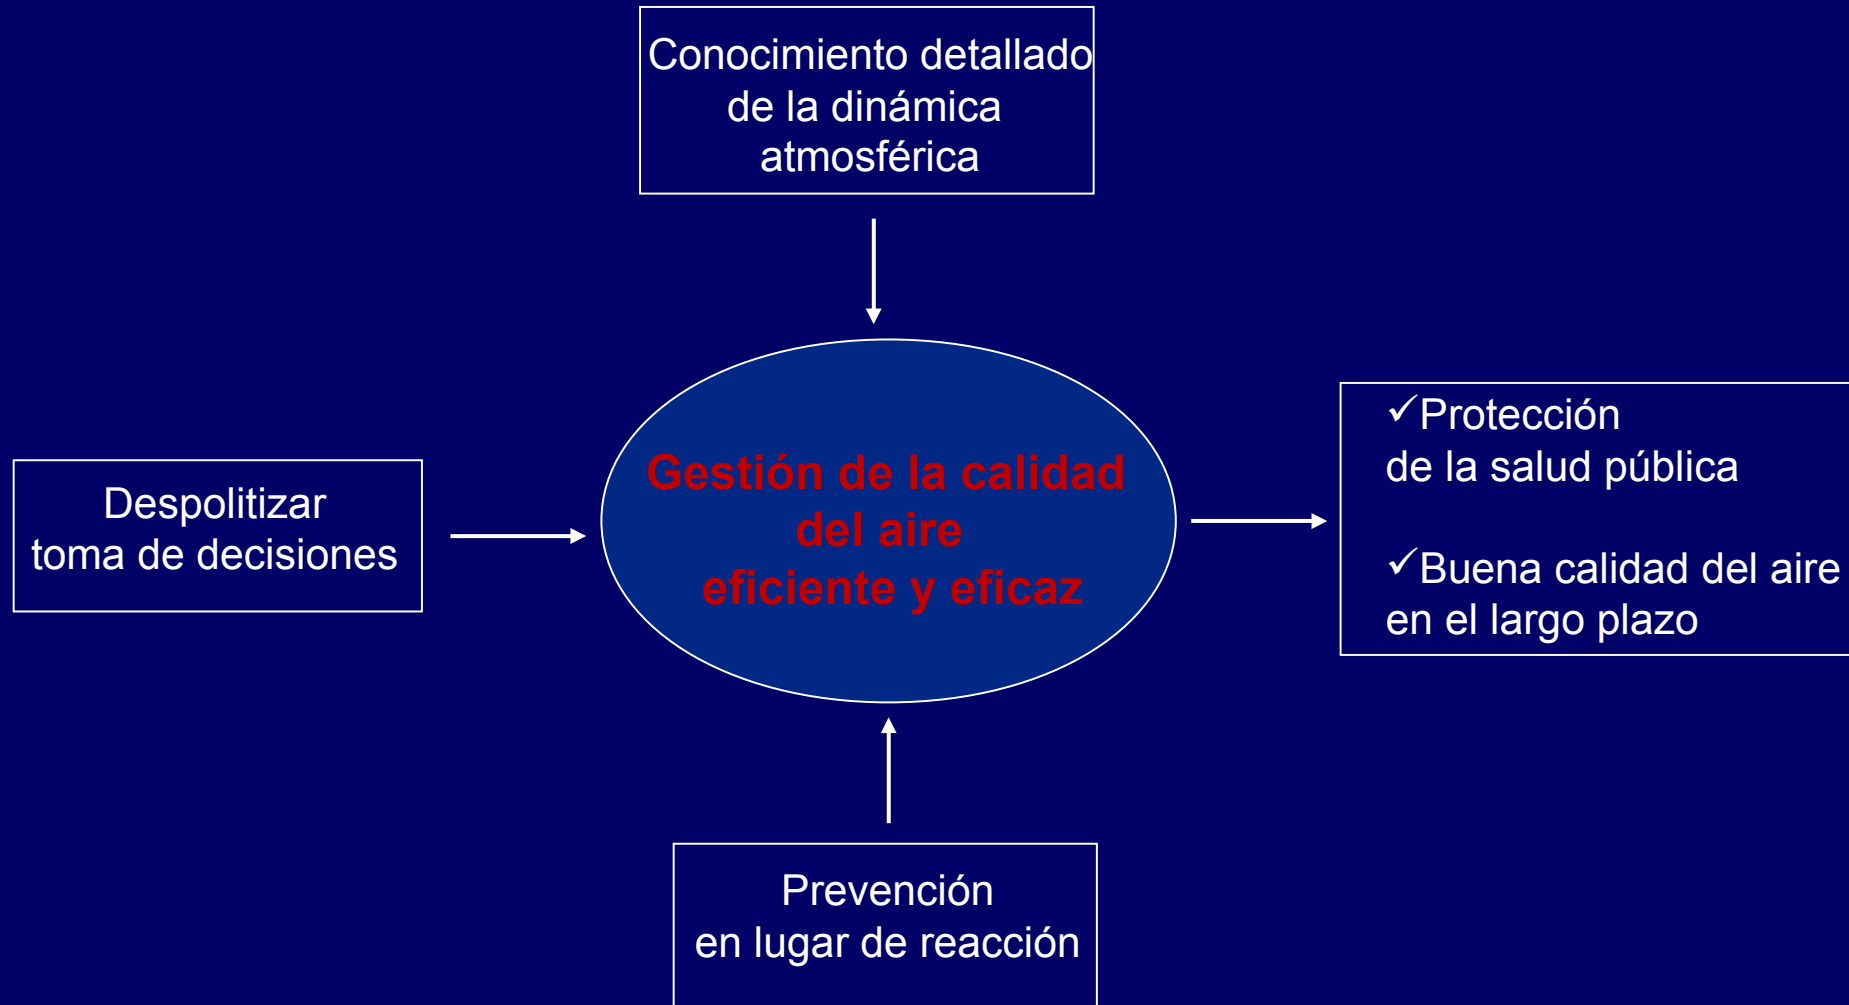 Conocimiento detallado
de la dinámica
atmosférica
Despolitizar
toma de decisiones
Gestión de la calidad
del aire
eficiente y eficaz
✓Protección
de la salud pública
✓Buena calidad del aire
en el largo plazo
Prevención
en lugar de reacción